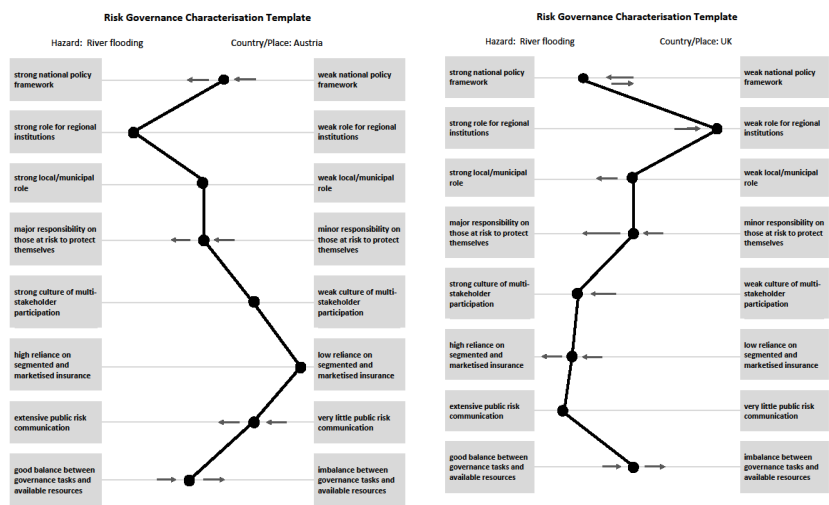 Risk Governance Characterisation Template
Hazard: River flooding
Country/Place: Austria
strong national policy
framework
weak national policy
framework
strong role for regional
institutions
weak role for regional
institutions
strong local/municipal
role
weak local/municipal
role
major responsibility on
those at risk to protect
themselves
minor responsibility on
those at risk to protect
themselves
strong culture of multi-
stakeholder
participation
weak culture of multi-
stakeholder
participation
high reliance on
segmented and
marketised insurance
low reliance on
segmented and
marketised insurance
extensive public risk
communication
very little public risk
communication
good balance between
governance tasks and
available resources
imbalance between
governance tasks and
available resources
Risk Governance Characterisation Template
Hazard: River flooding
Country/Place: UK
strong national policy
framework
weak national policy
framework
strong role for regional
institutions
weak role for regional
institutions
strong local/municipal
role
weak local/municipal
role
major responsibility on
those at risk to protect
themselves
minor responsibility on
those at risk to protect
themselves
strong culture of multi-
stakeholder
participation
weak culture of multi-
stakeholder
participation
high reliance on
segmented and
marketised insurance
low reliance on
segmented and
marketised insurance
extensive public risk
communication
very little public risk
communication
good balance between
governance tasks and
available resources
imbalance between
governance tasks and
available resources